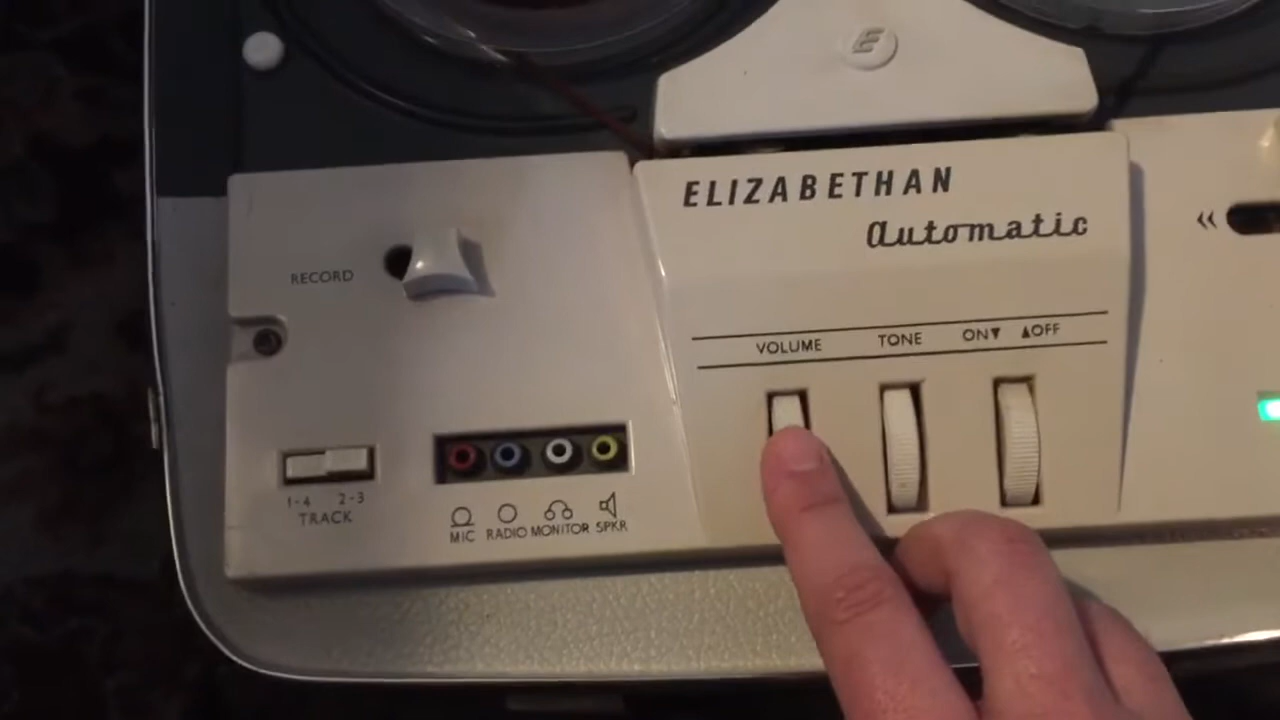 E
ELIZABETHAN
automatic
RECORD
VOLUME TONE ON▼ ▲OFF
«
1-4 2-3
TRACK
MIC RADIO MONITOR SPKR